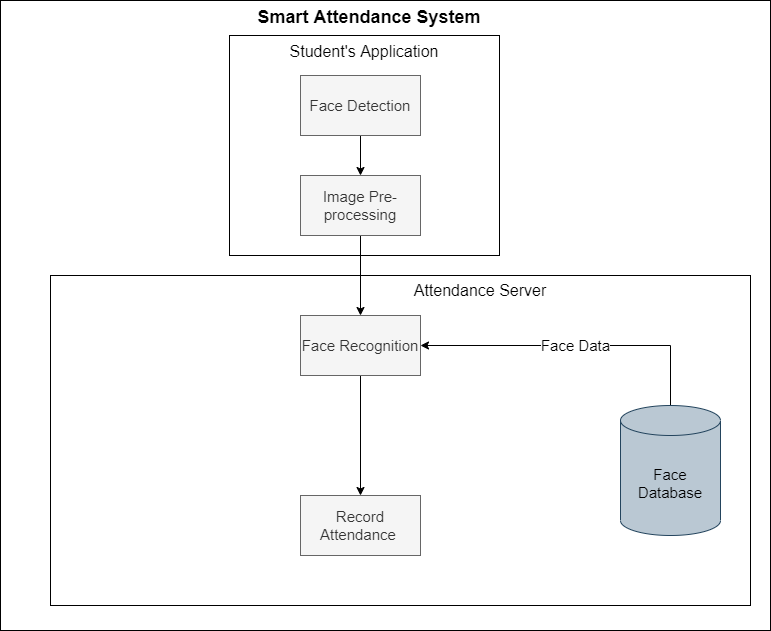 Smart Attendance System
Student's Application
Face Detection
Image Pre-
processing
Attendance Server
Face Recognition
Face Data
Face
Database
Record
Attendance